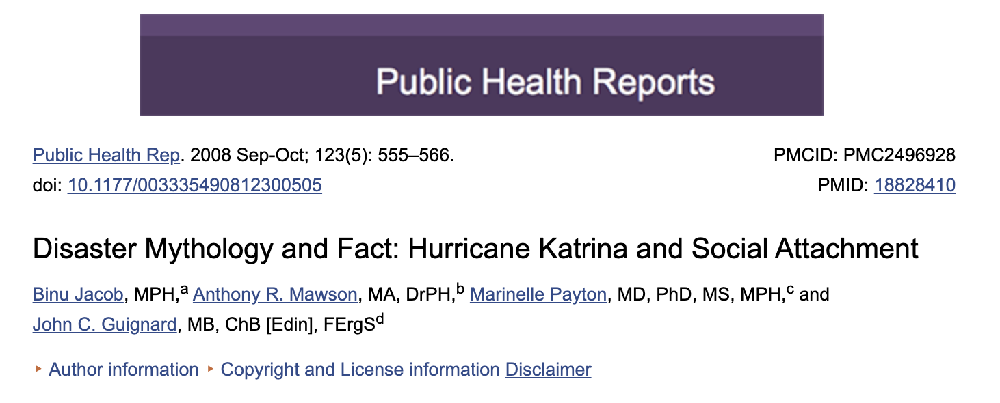 Public Health Reports
Public Health Rep. 2008 Sep-Oct; 123(5): 555–566.
PMCID: PMC2496928
doi: 10.1177/003335490812300505
PMID: 18828410
Disaster Mythology and Fact: Hurricane Katrina and Social Attachment
Binu Jacob, MPH,a Anthony R. Mawson, MA, DrPH,b Marinelle Payton, MD, PhD, MS, MPH,c and
John C. Guignard, MB, ChB [Edin], FErgSd
▸ Author information ▸ Copyright and License information Disclaimer